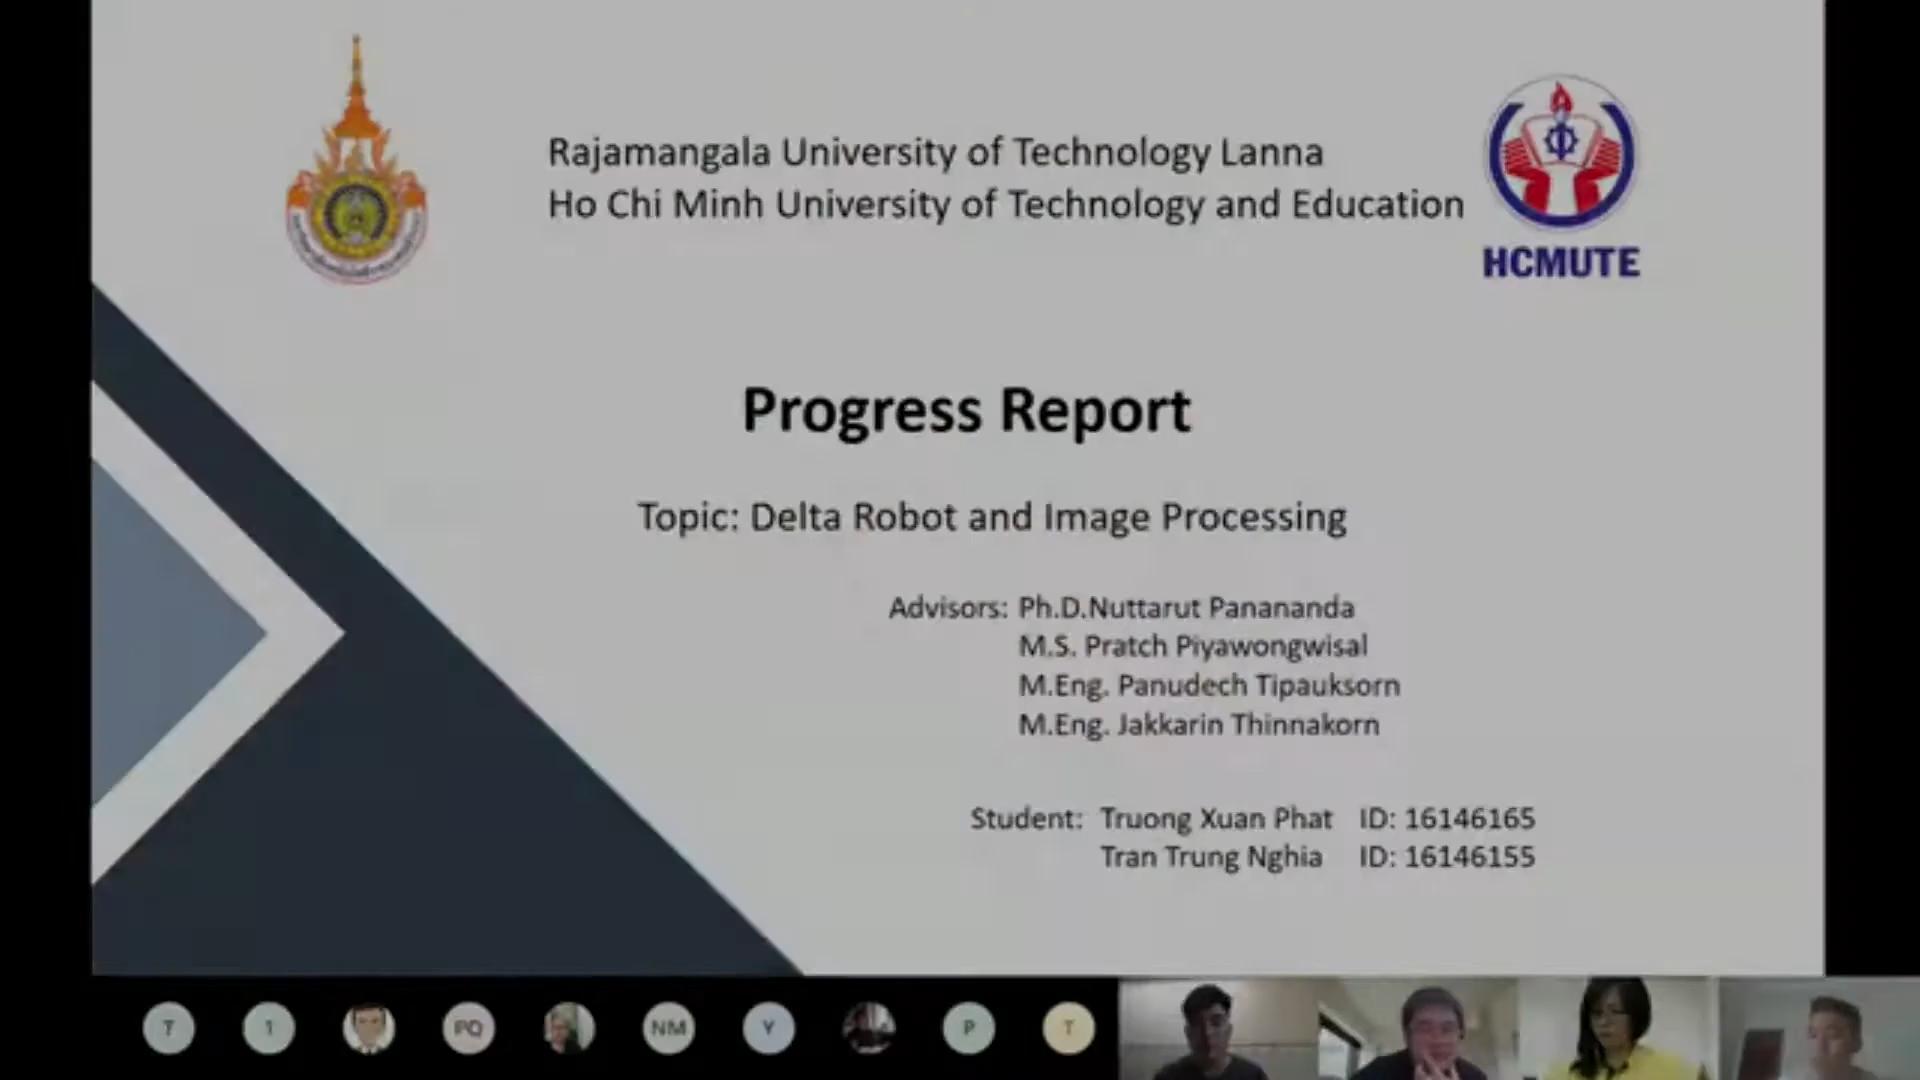 Rajamangala University of Technology Lanna
Ho Chi Minh University of Technology and Education
HCMUTE
Progress Report
Topic: Delta Robot and Image Processing
Advisors: Ph.D.Nuttarut Panananda
M.S. Pratch Piyawongwisal
M.Eng. Panudech Tipauksorn
M.Eng. Jakkarin Thinnakorn
Student: Truong Xuan Phat ID: 16146165
Tran Trung Nghia ID: 16146155
T 1 PQ NM Y P T